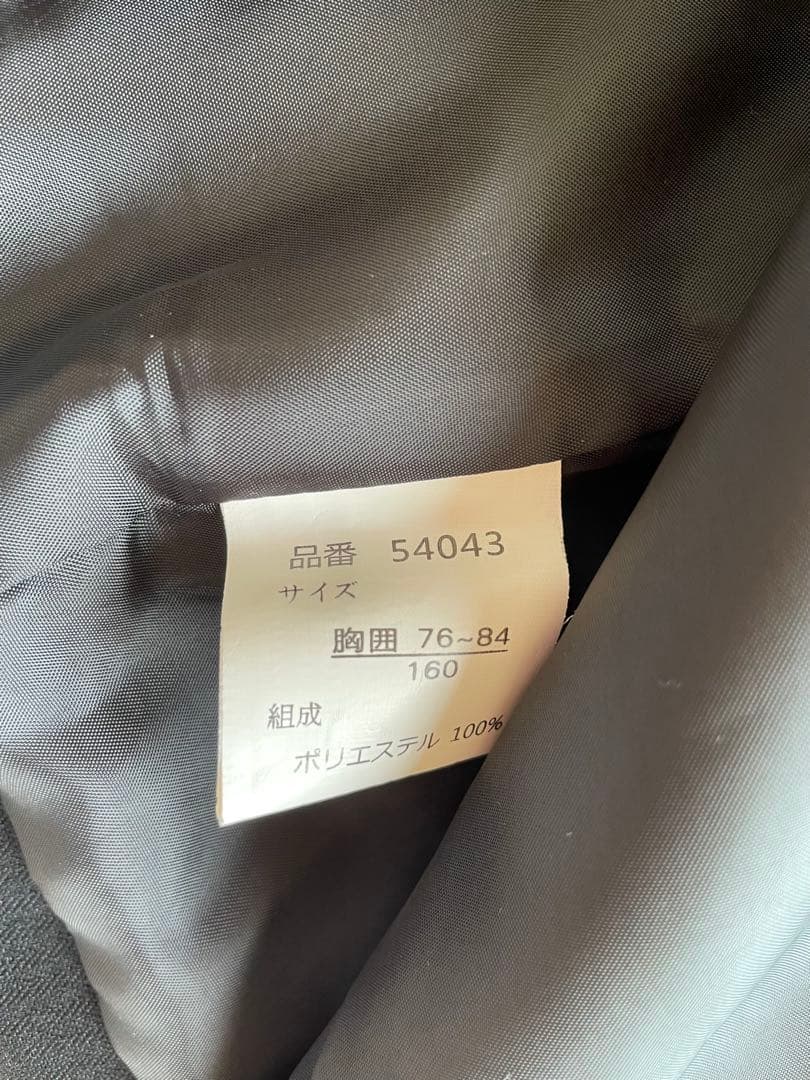 品番 54043
サイズ
胸囲 76~84
160
組成
ポリエステル 100%